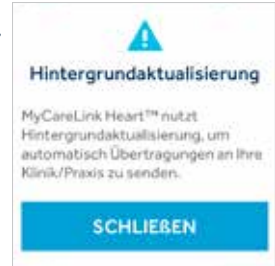 Hintergrundaktualisierung
MyCareLink Heart™ nutzt
Hintergrundaktualisierung, um
automatisch Übertragungen an Ihre
Klinik/Praxis zu senden.
SCHLIEẞEN